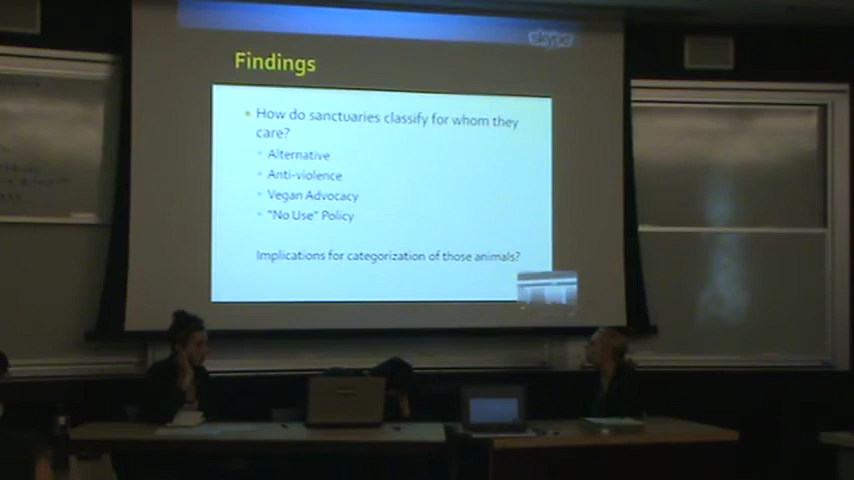 skype
Findings
How do sanctuaries classify for whom they
care?
Alternative
Anti-violence
Vegan Advocacy
"No Use" Policy
Implications for categorization of those animals?